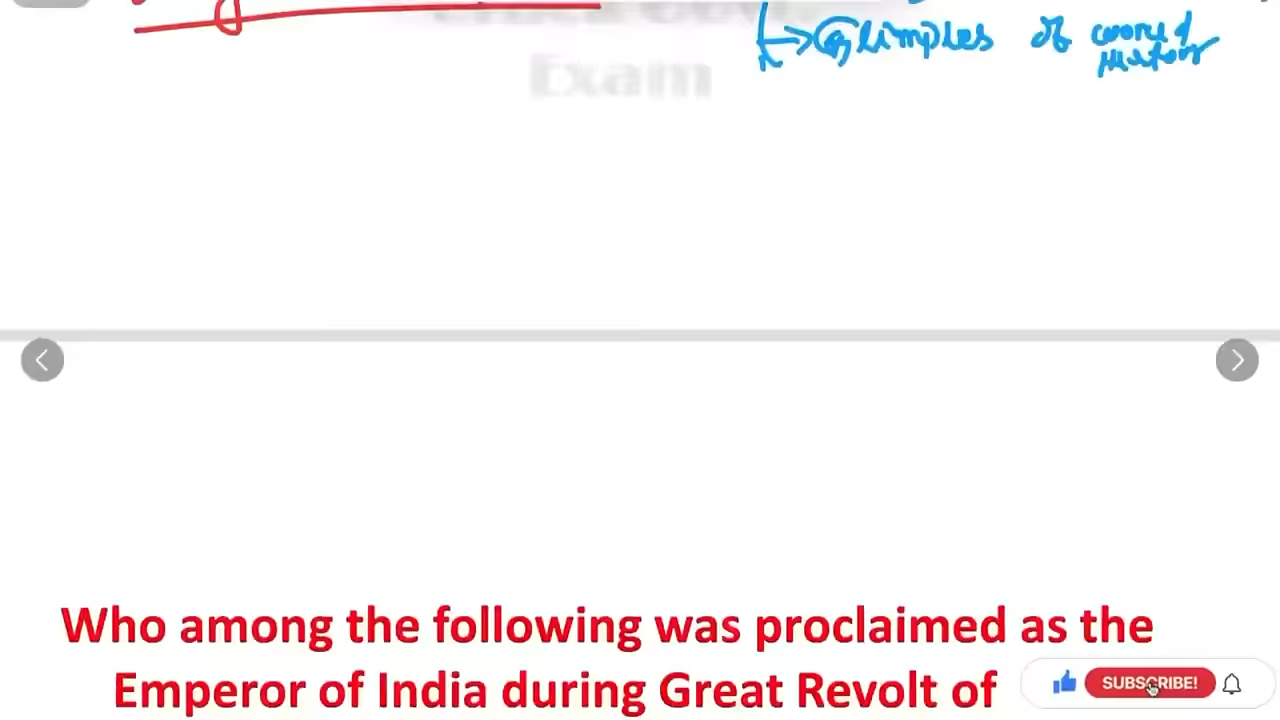 Glimples of world
History
Exam
Who among the following was proclaimed as the
Emperor of India during Great Revolt of
SUBSCRIBE!